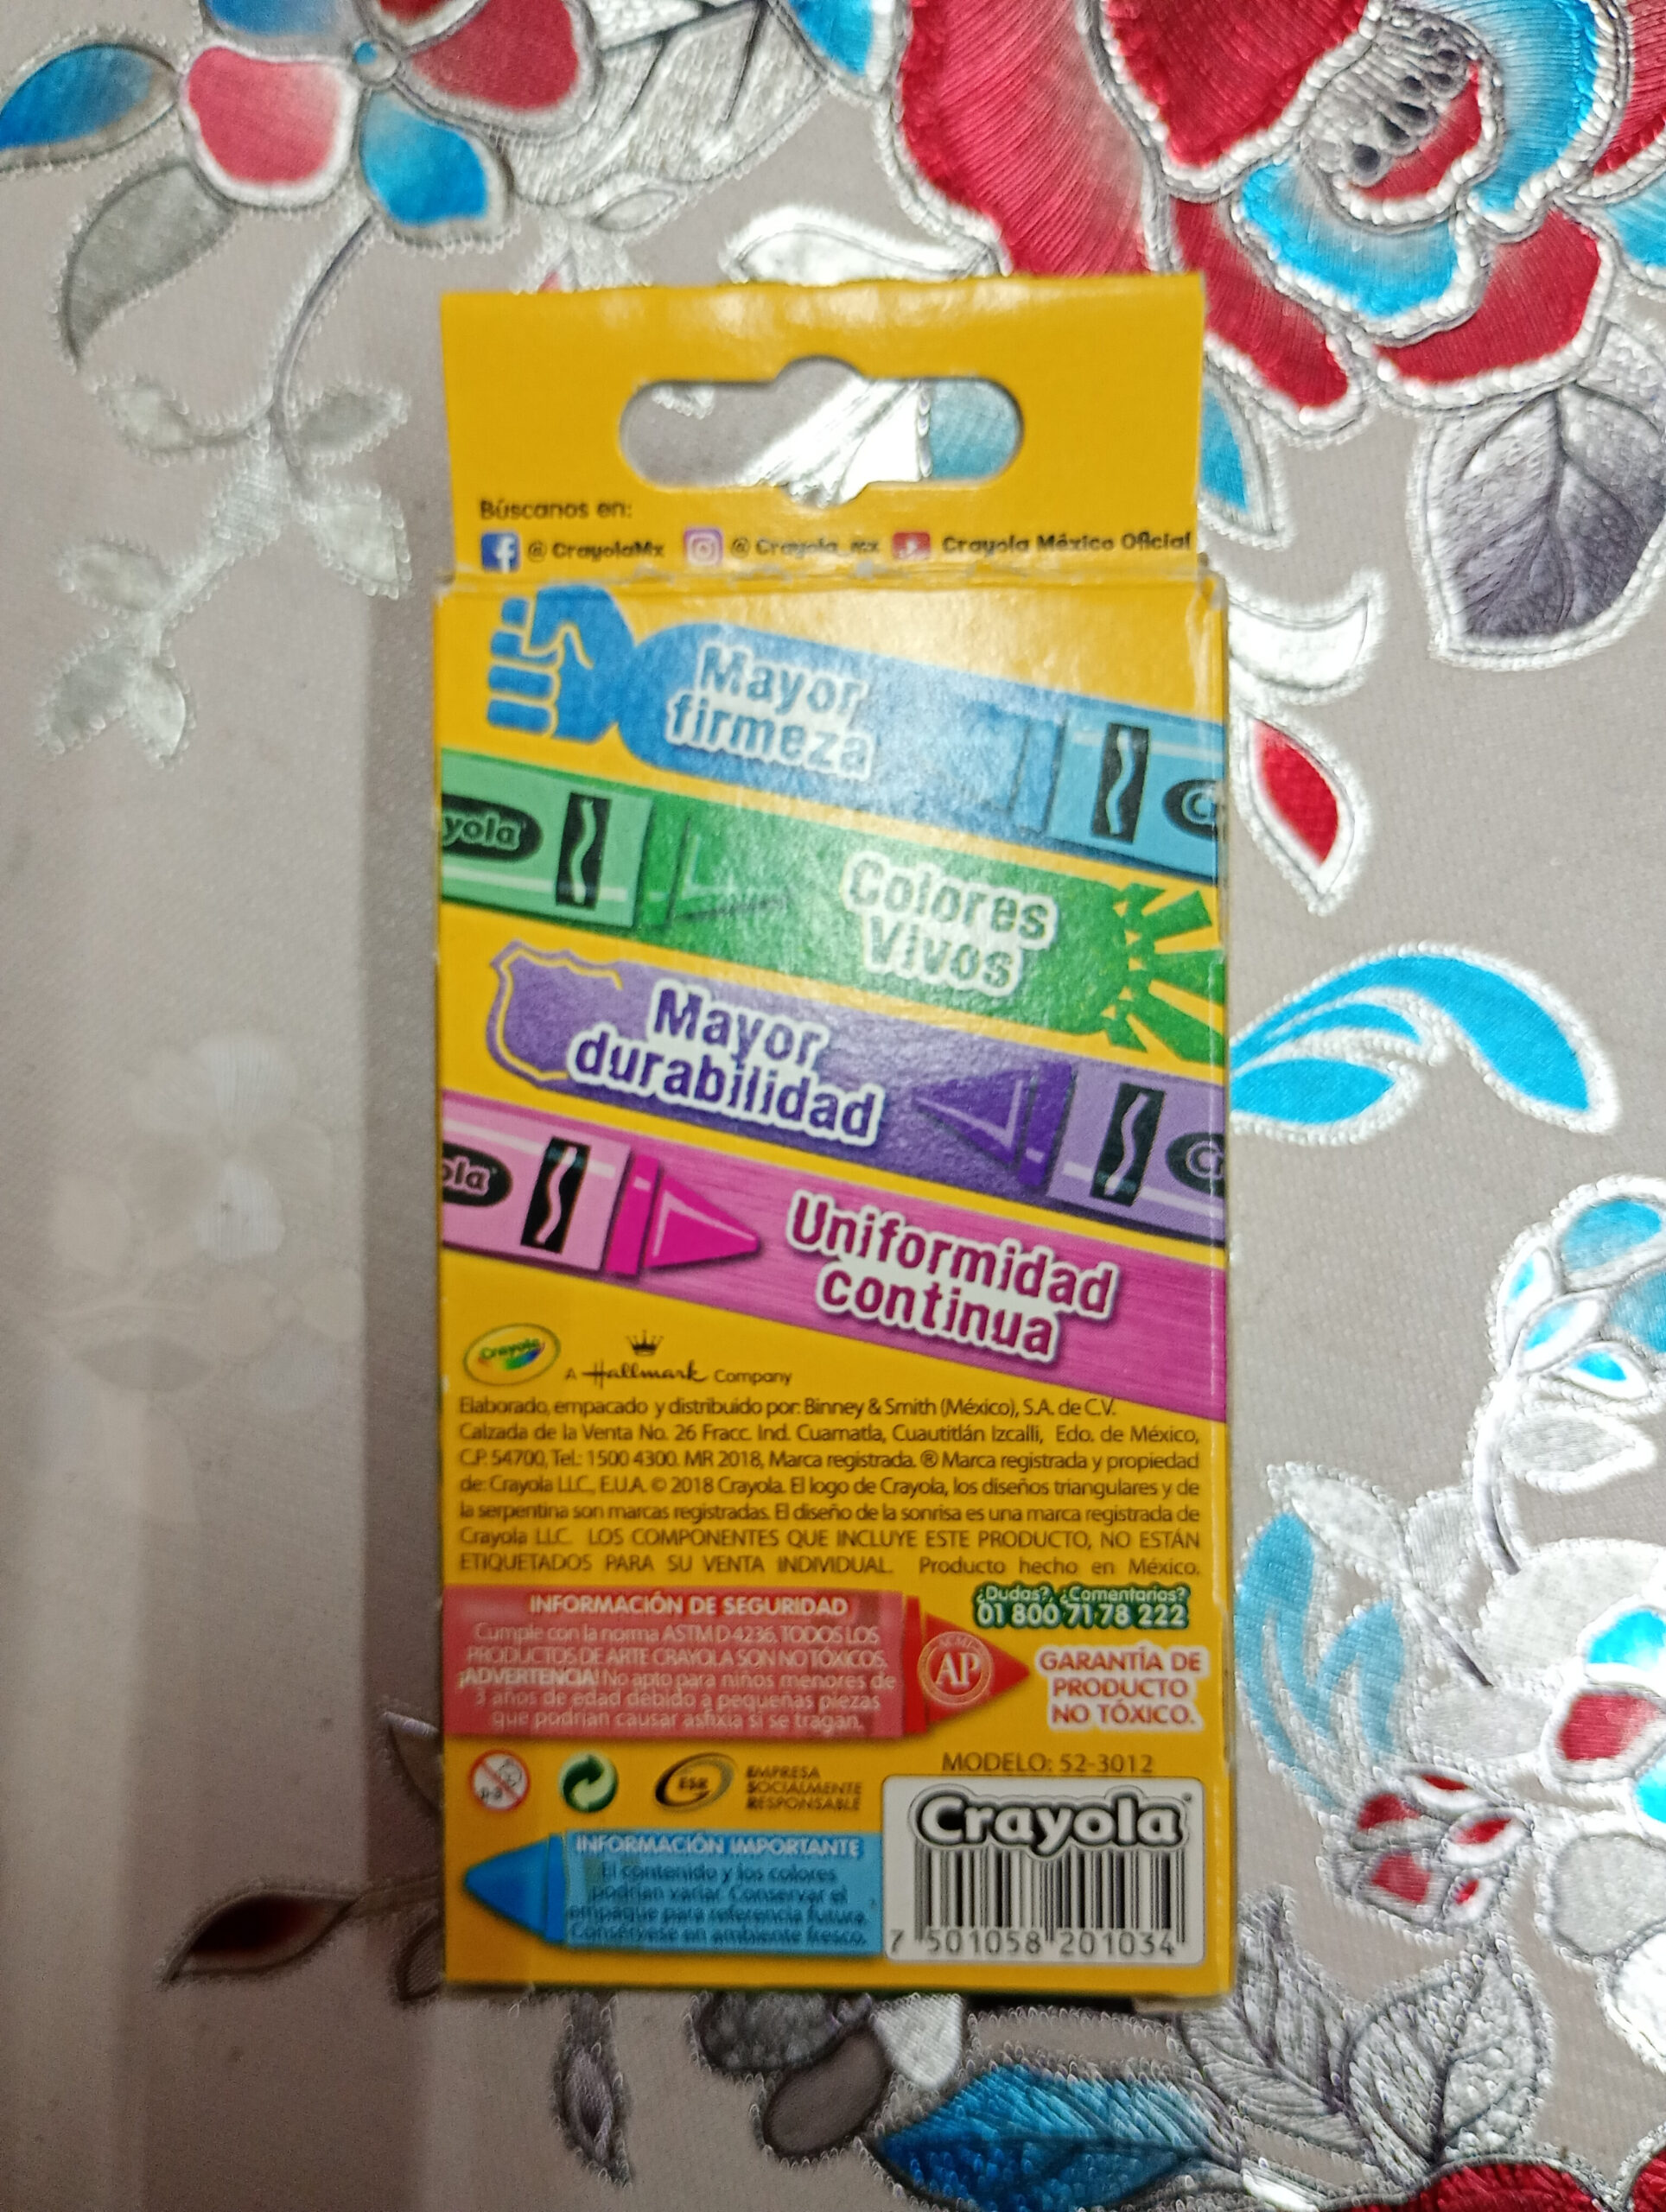 Búscanos en:
@CrayolaMx @Crayola_mx Crayola México Oficial
Mayor
firmeza
yola
Colores
Vivos
Mayor
durabilidad
ola
Uniformidad
continua
Crayola
A Hallmark Company
Elaborado, empacado y distribuido por: Binney & Smith (México), S.A. de C.V.
Calzada de la Venta No. 26 Fracc. Ind. Cuamatla, Cuautitlán Izcalli, Edo. de México,
C.P. 54700, Tel.: 1500 4300. MR 2018, Marca registrada. ® Marca registrada y propiedad
de: Crayola LLC, E.U.A. © 2018 Crayola. El logo de Crayola, los diseños triangulares y de
la serpentina son marcas registradas. El diseño de la sonrisa es una marca registrada de
Crayola LLC. LOS COMPONENTES QUE INCLUYE ESTE PRODUCTO, NO ESTÁN
ETIQUETADOS PARA SU VENTA INDIVIDUAL. Producto hecho en México.
INFORMACIÓN DE SEGURIDAD
Cumple con la norma ASTM D-4236. TODOS LOS
PRODUCTOS DE ARTE CRAYOLA SON NO TÓXICOS.
¡ADVERTENCIA! No apto para niños menores de
3 años de edad debido a pequeñas piezas
que podrían causar asfixia si se tragan.
¿Dudas?, ¿Comentarios?
01 800 71 78 222
AP
GARANTÍA DE
PRODUCTO
NO TÓXICO.
0-3
ESR
EMPRESA
SOCIALMENTE
RESPONSABLE
MODELO: 52-3012
INFORMACIÓN IMPORTANTE
El contenido y los colores
podrían variar. Conservar el
empaque para referencia futura.
Consérvese en ambiente fresco.
Crayola
7 501058 201034